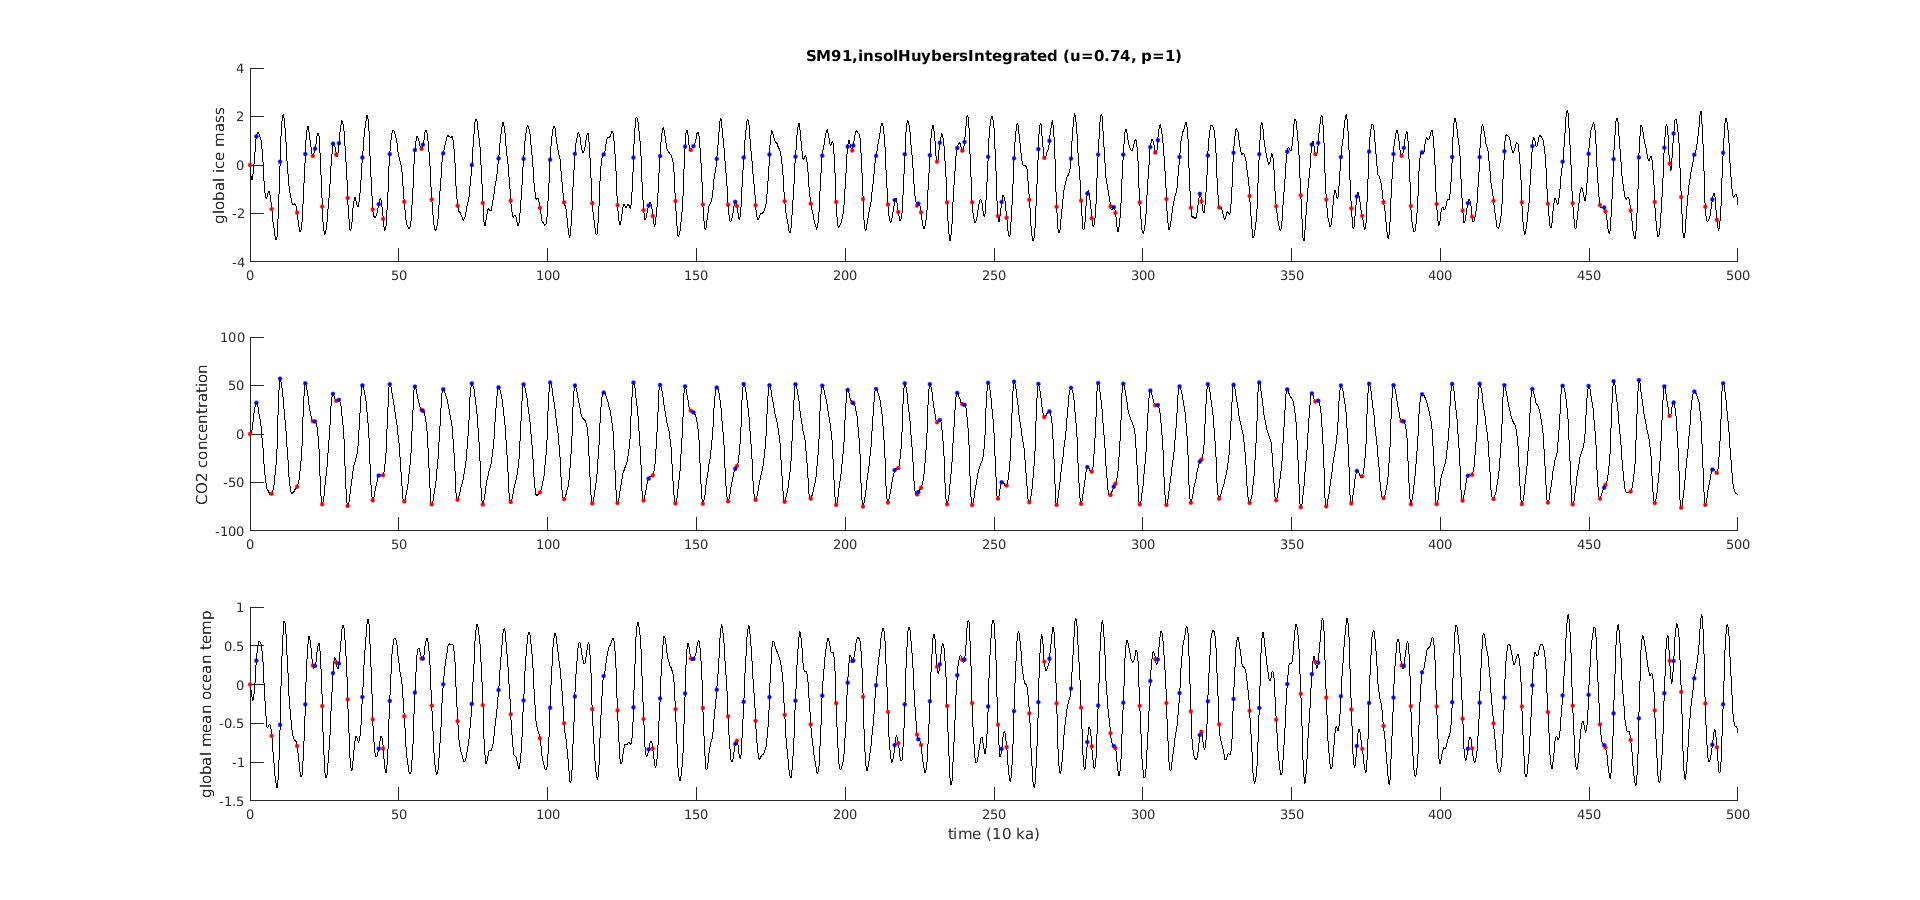 SM91,insolHuybersIntegrated (u=0.74, p=1)
global ice mass
4
2
0
-2
-4
0 50 100 150 200 250 300 350 400 450 500
CO2 concentration
100
50
0
-50
-100
0 50 100 150 200 250 300 350 400 450 500
global mean ocean temp
1
0.5
0
-0.5
-1
-1.5
0 50 100 150 200 250 300 350 400 450 500
time (10 ka)